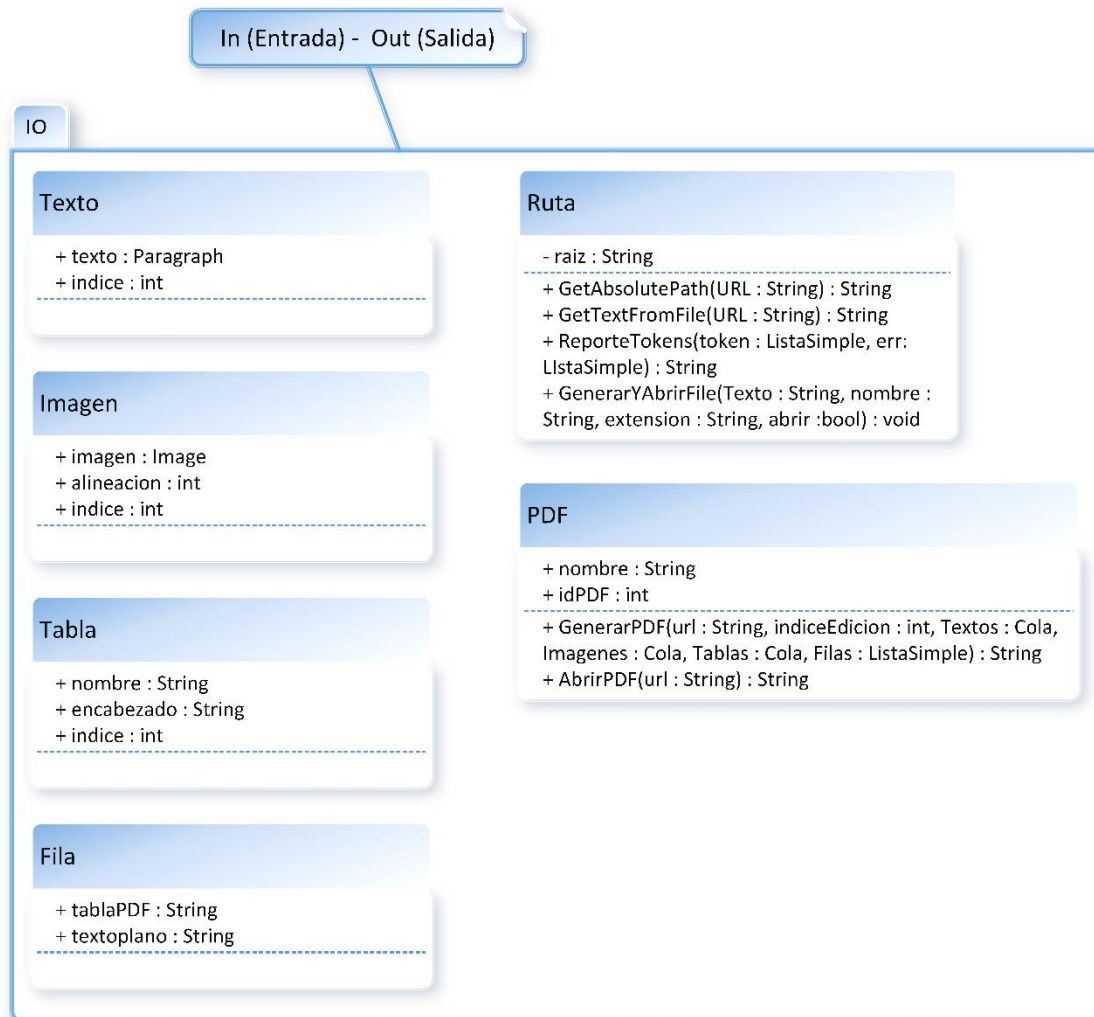 In (Entrada) - Out (Salida)
IO
Texto
+ texto : Paragraph
+ indice : int
Imagen
+ imagen : Image
+ alineacion : int
+ indice : int
Tabla
+ nombre : String
+ encabezado : String
+ indice : int
Fila
+ tablaPDF : String
+ textoplano : String
Ruta
- raiz : String
+ GetAbsolutePath(URL : String) : String
+ GetTextFromFile(URL : String) : String
+ ReporteTokens(token : ListaSimple, err:
LIstaSimple) : String
+ GenerarYAbrirFile(Texto : String, nombre :
String, extension : String, abrir :bool) : void
PDF
+ nombre : String
+ idPDF : int
+ GenerarPDF(url : String, indiceEdicion : int, Textos : Cola,
Imagenes : Cola, Tablas : Cola, Filas : ListaSimple) : String
+ AbrirPDF(url : String) : String